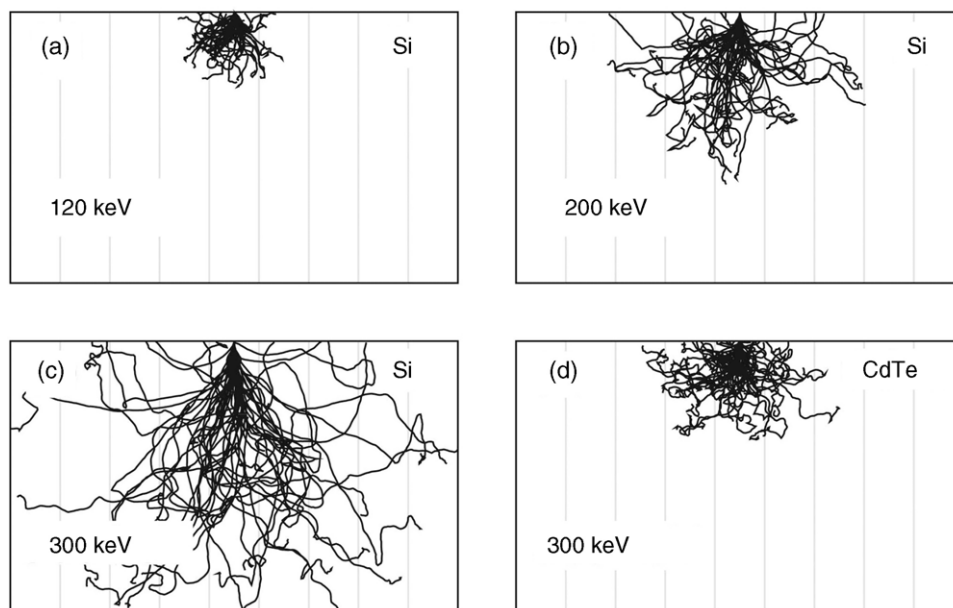 (a) Si
120 keV
(b) Si
200 keV
(c) Si
300 keV
(d) CdTe
300 keV